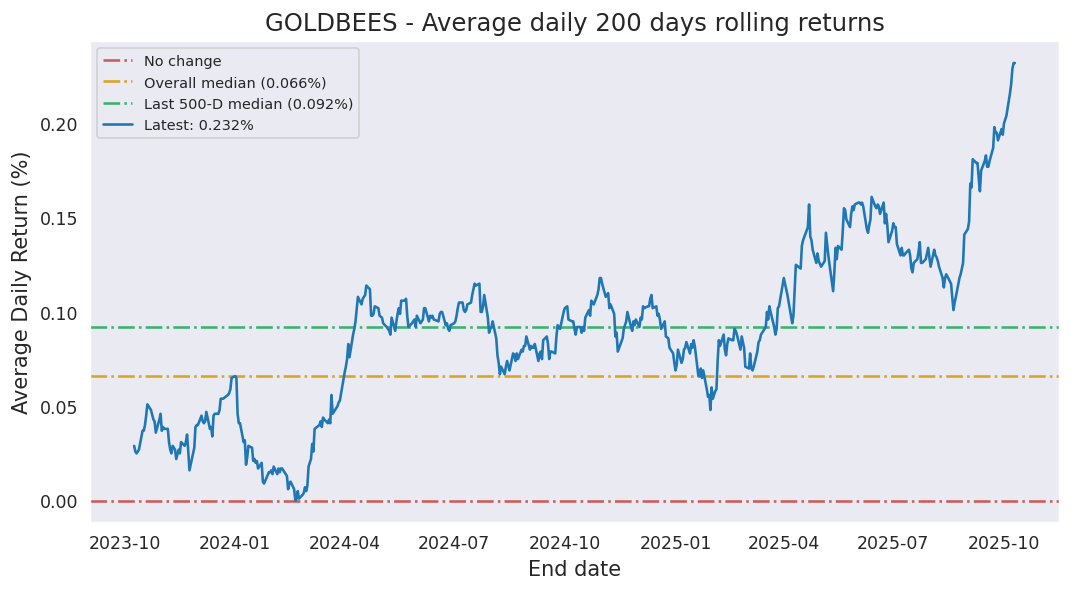 GOLDBEES - Average daily 200 days rolling returns
No change
Overall median (0.066%)
Last 500-D median (0.092%)
Latest: 0.232%
Average Daily Return (%)
0.20
0.15
0.10
0.05
0.00
2023-10 2024-01 2024-04 2024-07 2024-10 2025-01 2025-04 2025-07 2025-10
End date